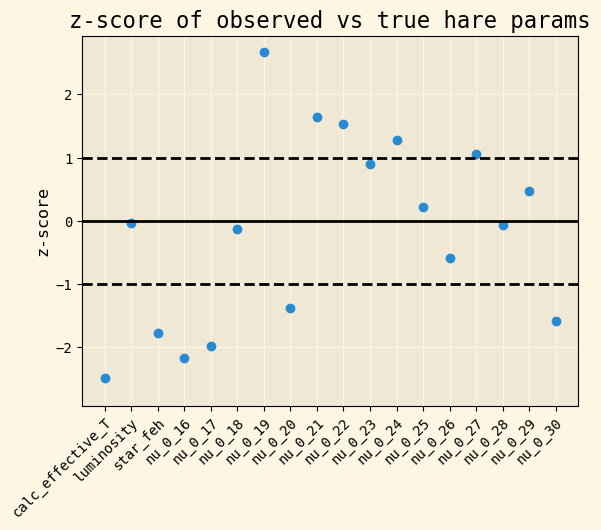 z-score of observed vs true hare params
z-score
2
1
0
−1
−2
calc_effective_T
luminosity
star_feh
nu_0_16
nu_0_17
nu_0_18
nu_0_19
nu_0_20
nu_0_21
nu_0_22
nu_0_23
nu_0_24
nu_0_25
nu_0_26
nu_0_27
nu_0_28
nu_0_29
nu_0_30